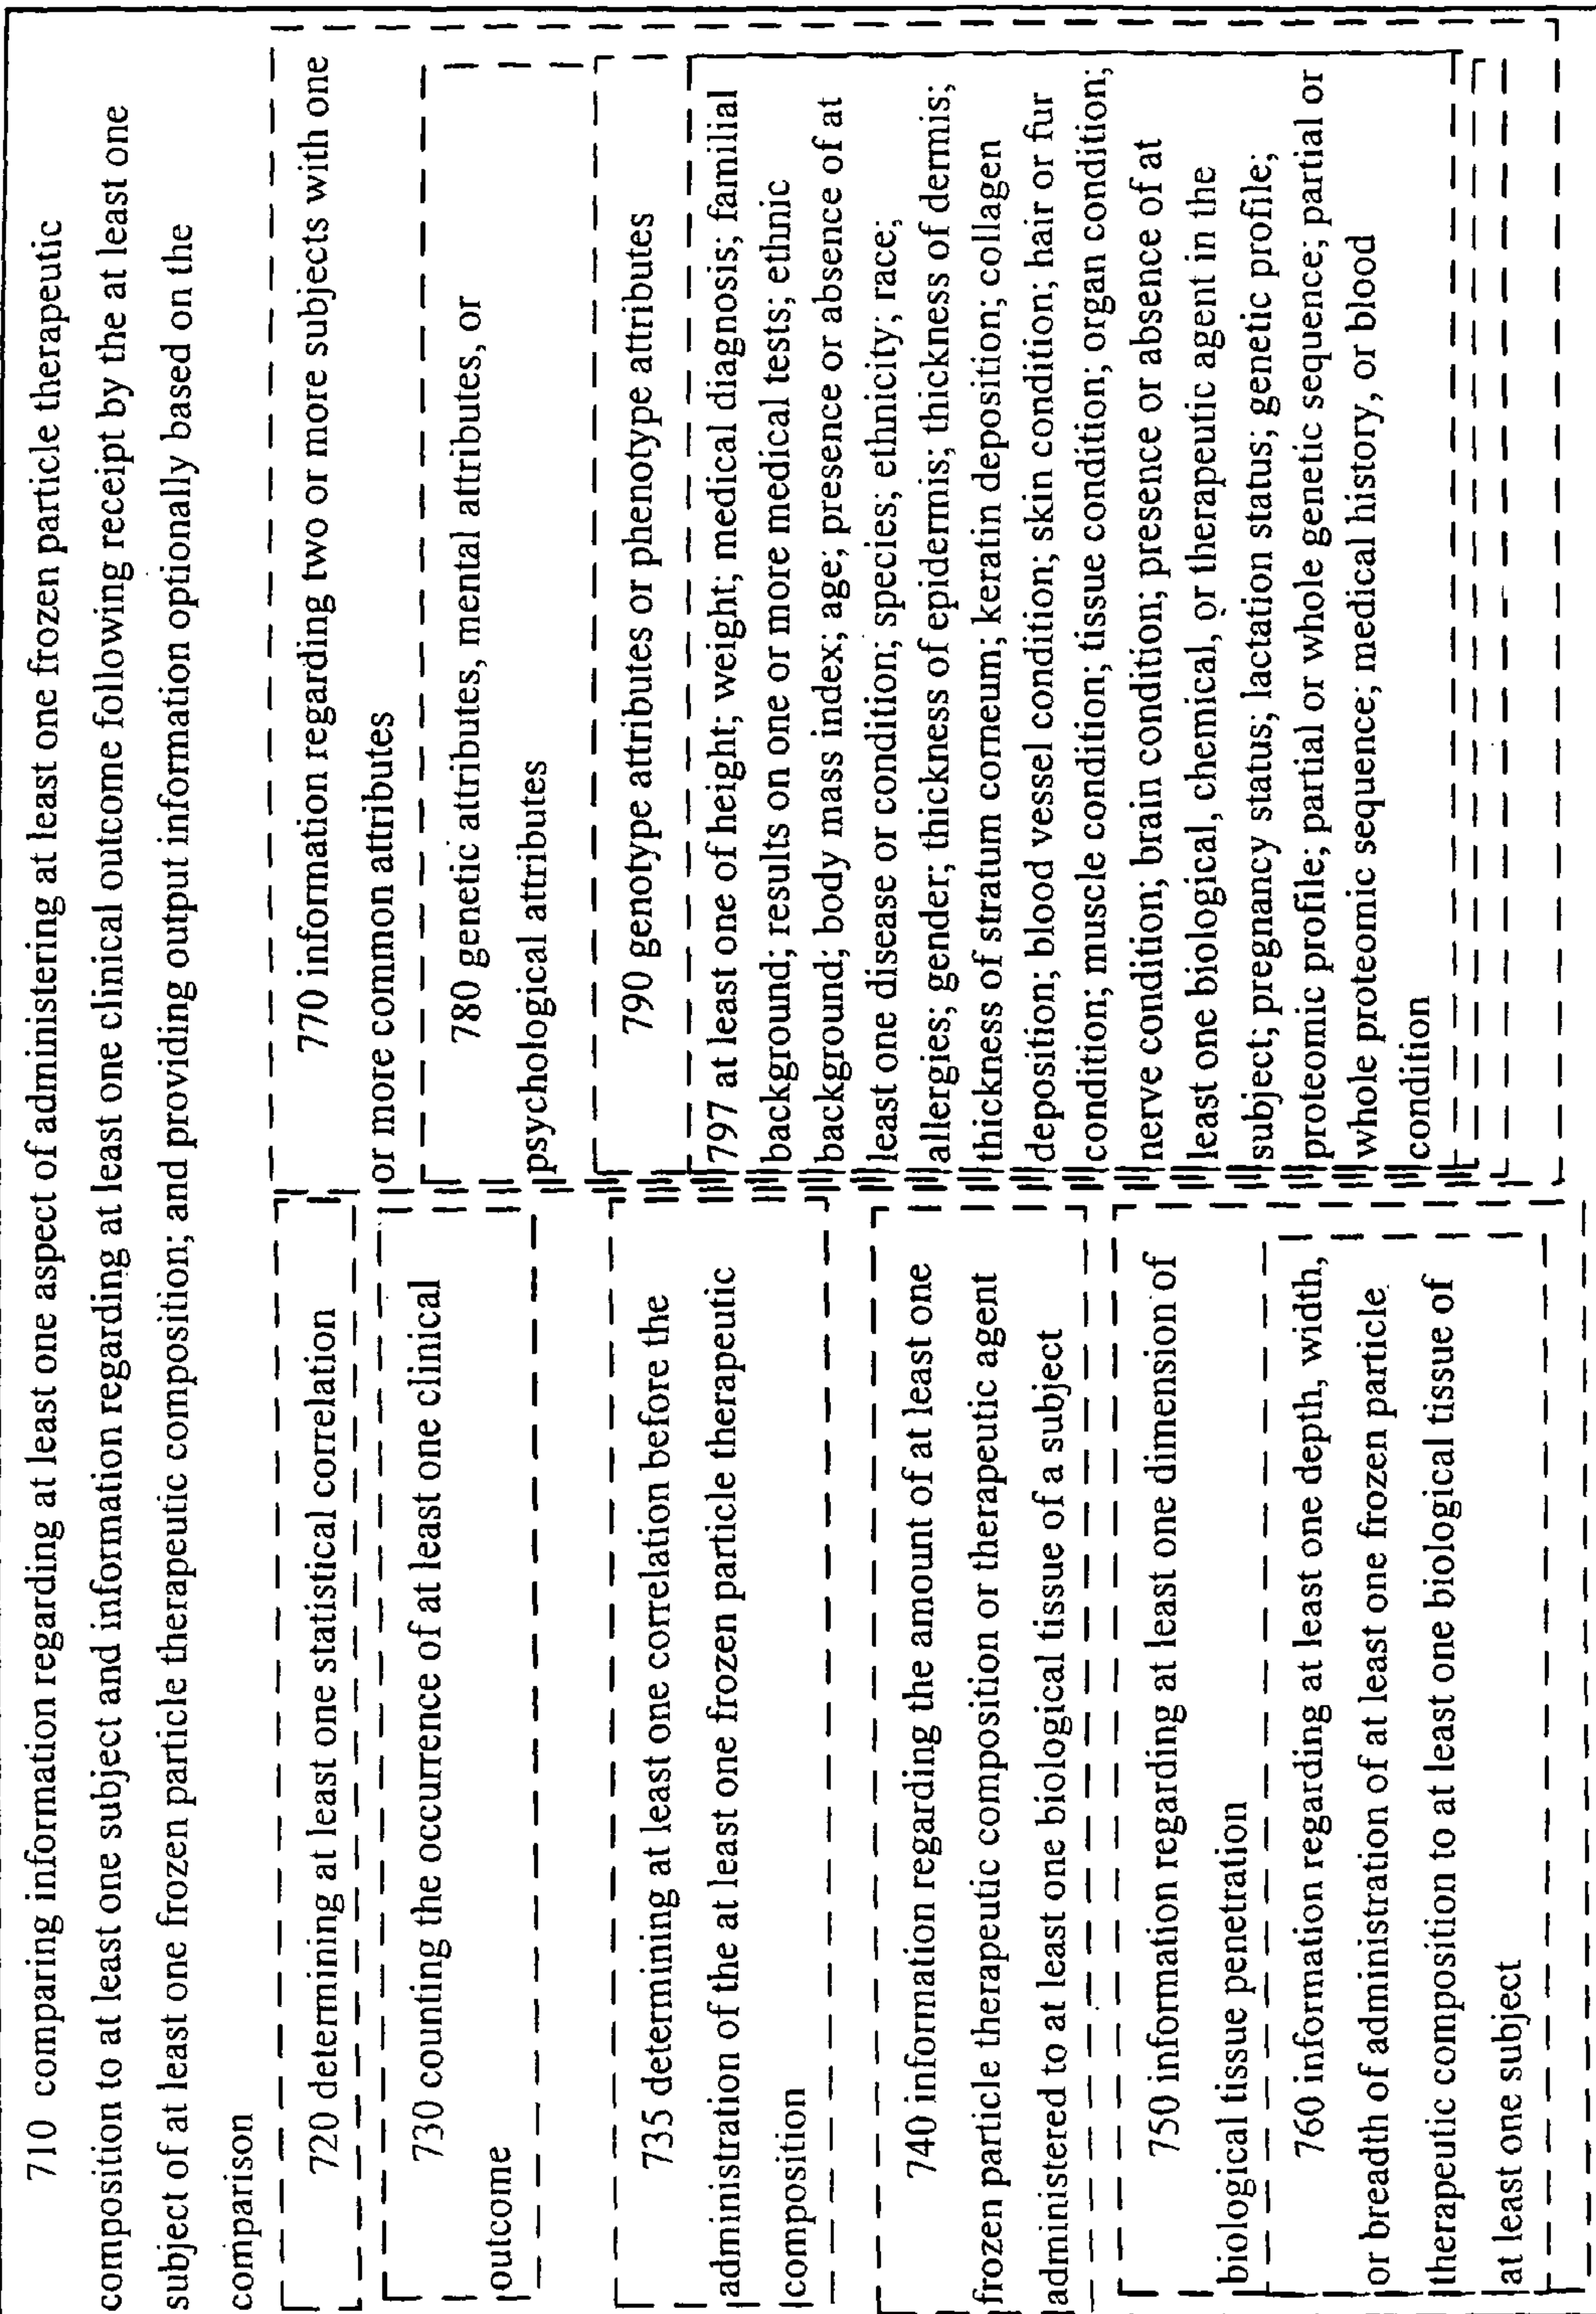 710 comparing information regarding at least one aspect of administering at least one frozen particle therapeutic
composition to at least one subject and information regarding at least one clinical outcome following receipt by the at least one
subject of at least one frozen particle therapeutic composition; and providing output information optionally based on the
comparison
720 determining at least one statistical correlation
730 counting the occurrence of at least one clinical
outcome
735 determining at least one correlation before the
administration of the at least one frozen particle therapeutic
composition
740 information regarding the amount of at least one
frozen particle therapeutic composition or therapeutic agent
administered to at least one biological tissue of a subject
750 information regarding at least one dimension of
biological tissue penetration
760 information regarding at least one depth, width,
or breadth of administration of at least one frozen particle
therapeutic composition to at least one biological tissue of
at least one subject
770 information regarding two or more subjects with one
or more common attributes
780 genetic attributes, mental attributes, or
psychological attributes
790 genotype attributes or phenotype attributes
797 at least one of height; weight; medical diagnosis; familial
background; results on one or more medical tests; ethnic
background; body mass index; age; presence or absence of at
least one disease or condition; species; ethnicity; race;
allergies; gender; thickness of epidermis; thickness of dermis;
thickness of stratum corneum; keratin deposition; collagen
deposition; blood vessel condition; skin condition; hair or fur
condition; muscle condition; tissue condition; organ condition;
nerve condition; brain condition; presence or absence of at
least one biological, chemical, or therapeutic agent in the
subject; pregnancy status; lactation status; genetic profile;
proteomic profile; partial or whole genetic sequence; partial or
whole proteomic sequence; medical history, or blood
condition